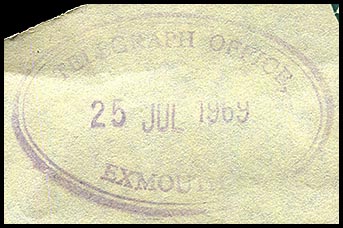 TELEGRAPH OFFICE,
25 JUL 1969
EXMOUTH